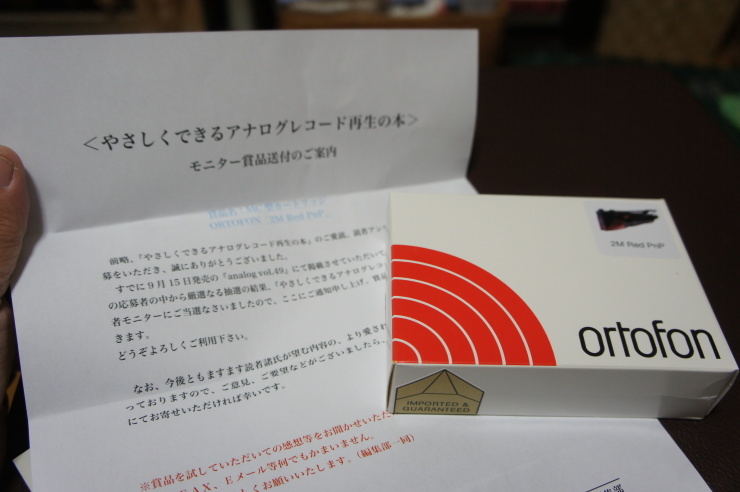 <やさしくできるアナログレコード再生の本>
モニター賞品送付のご案内
ORTOFON「2M Red PnP」
前略、『やさしくできるアナログレコード再生の本』のご愛読、読者アン
募をいただき、誠にありがとうございました。
すでに9月15日発売の「analog vol.49」にて掲載させていただいて
の応募者の中から厳選なる抽選の結果、『やさしくできるアナログレコ
者モニターにご当選なさいましたので、ここにご通知申し上げ、賞品
きます。
どうぞよろしくご利用下さい。
なお、今後ともますます読者諸氏が望む内容の、より愛され
っておりますので、ご意見、ご要望などがございましたら、
にてお寄せいただければ幸いです。
※賞品を試していただいての感想等をお聞かせいただ
FAX、Eメール等何でもかまいません。
しくお願いいたします。(編集部一同)
2M Red PnP
ortofon
IMPORTED &
GUARANTEED